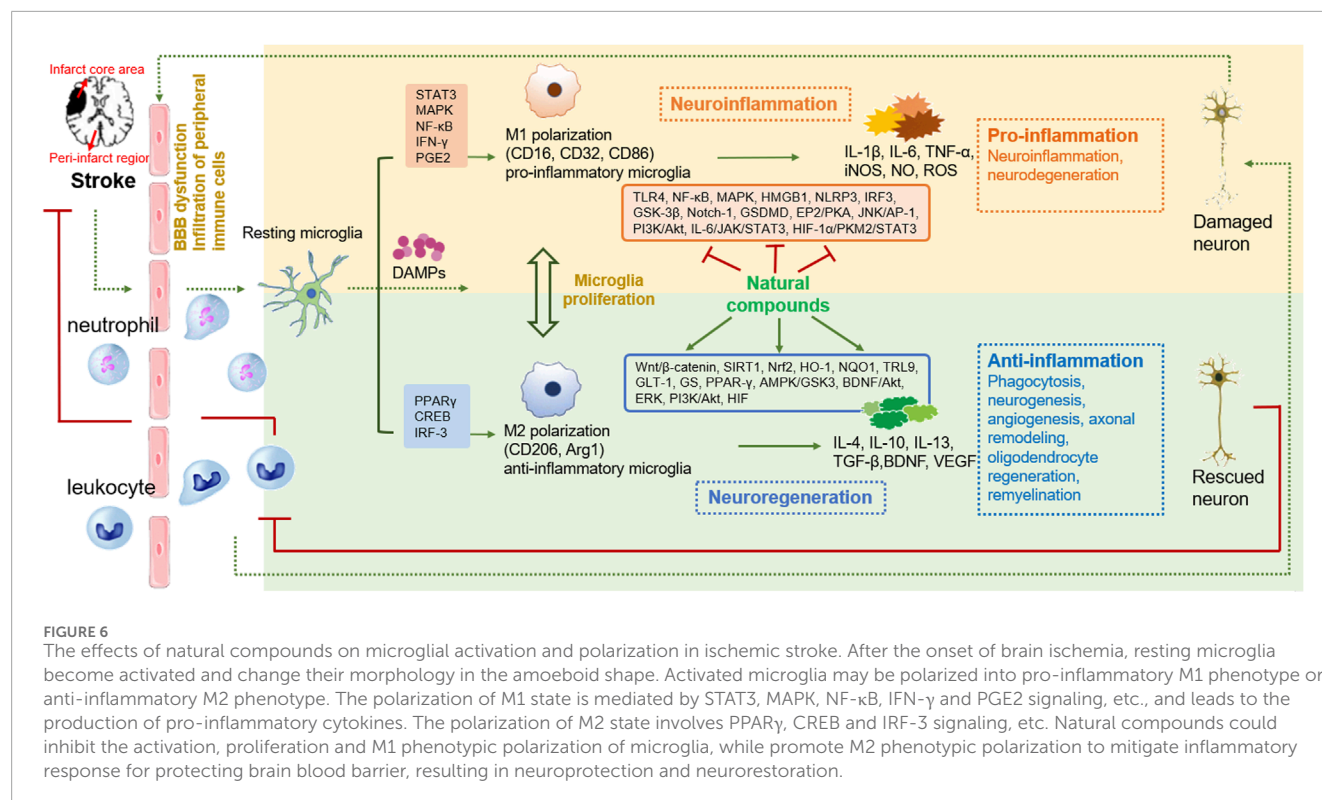 Infarct core area
Peri-infarct region
Stroke
BBB dysfunction
Infiltration of peripheral
immune cells
neutrophil
leukocyte
Resting microglia
STAT3
MAPK
NF-κB
IFN-γ
PGE2
DAMPs
PPARγ
CREB
IRF-3
M1 polarization
(CD16, CD32, CD86)
pro-inflammatory microglia
Microglia
proliferation
M2 polarization
(CD206, Arg1)
anti-inflammatory microglia
Neuroinflammation
IL-1β, IL-6, TNF-α,
iNOS, NO, ROS
TLR4, NF-κB, MAPK, HMGB1, NLRP3, IRF3,
GSK-3β, Notch-1, GSDMD, EP2/PKA, JNK/AP-1,
PI3K/Akt, IL-6/JAK/STAT3, HIF-1α/PKM2/STAT3
Natural
compounds
Wnt/β-catenin, SIRT1, Nrf2, HO-1, NQO1, TRL9,
GLT-1, GS, PPAR-γ, AMPK/GSK3, BDNF/Akt,
ERK, PI3K/Akt, HIF
IL-4, IL-10, IL-13,
TGF-β,BDNF, VEGF
Neuroregeneration
Pro-inflammation
Neuroinflammation,
neurodegeneration
Anti-inflammation
Phagocytosis,
neurogenesis,
angiogenesis, axonal
remodeling,
oligodendrocyte
regeneration,
remyelination
Damaged
neuron
Rescued
neuron
FIGURE 6
The effects of natural compounds on microglial activation and polarization in ischemic stroke. After the onset of brain ischemia, resting microglia
become activated and change their morphology in the amoeboid shape. Activated microglia may be polarized into pro-inflammatory M1 phenotype or
anti-inflammatory M2 phenotype. The polarization of M1 state is mediated by STAT3, MAPK, NF-κB, IFN-γ and PGE2 signaling, etc., and leads to the
production of pro-inflammatory cytokines. The polarization of M2 state involves PPARγ, CREB and IRF-3 signaling, etc. Natural compounds could
inhibit the activation, proliferation and M1 phenotypic polarization of microglia, while promote M2 phenotypic polarization to mitigate inflammatory
response for protecting brain blood barrier, resulting in neuroprotection and neurorestoration.